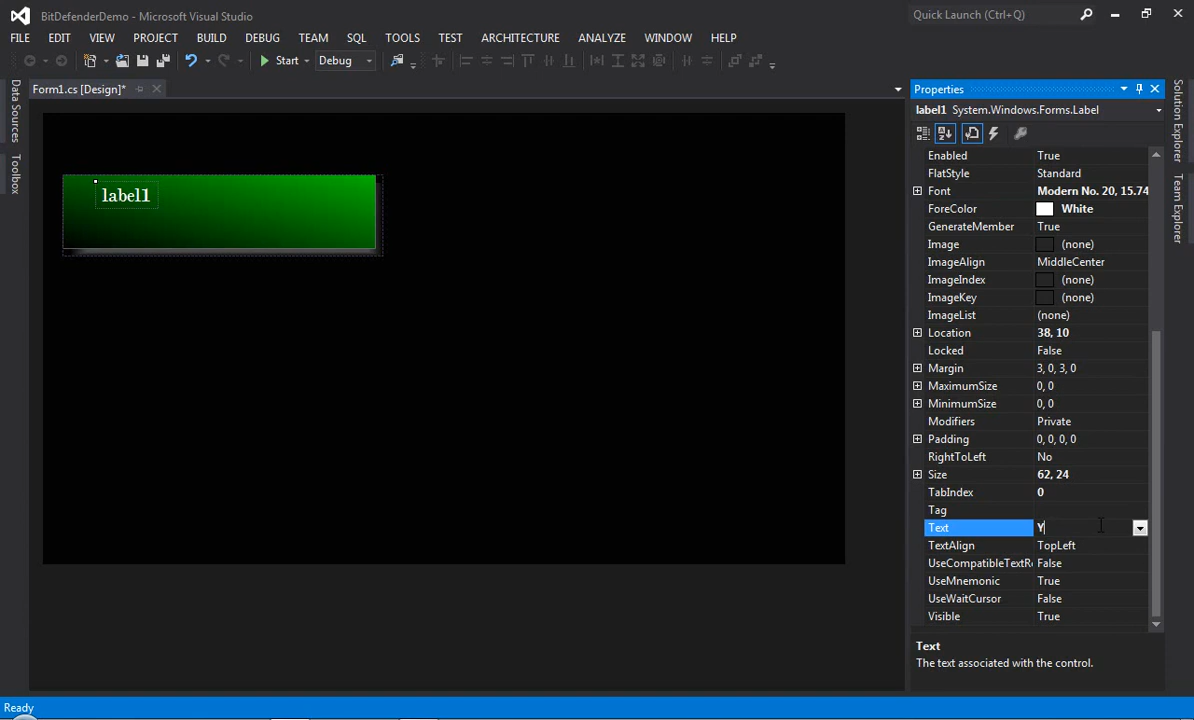 BitDefenderDemo - Microsoft Visual Studio
Quick Launch (Ctrl+Q)
FILE EDIT VIEW PROJECT BUILD DEBUG TEAM SQL TOOLS TEST ARCHITECTURE ANALYZE WINDOW HELP
Start Debug
Data Sources
Toolbox
Form1.cs [Design]*
label1
Properties
label1 System.Windows.Forms.Label
Enabled True
FlatStyle Standard
Font Modern No. 20, 15.74
ForeColor White
GenerateMember True
Image (none)
ImageAlign MiddleCenter
ImageIndex (none)
ImageKey (none)
ImageList (none)
Location 38, 10
Locked False
Margin 3, 0, 3, 0
MaximumSize 0, 0
MinimumSize 0, 0
Modifiers Private
Padding 0, 0, 0, 0
RightToLeft No
Size 62, 24
TabIndex 0
Tag
Text Y
TextAlign TopLeft
UseCompatibleTextRe False
UseMnemonic True
UseWaitCursor False
Visible True
Text
The text associated with the control.
Solution Explorer
Team Explorer
Ready